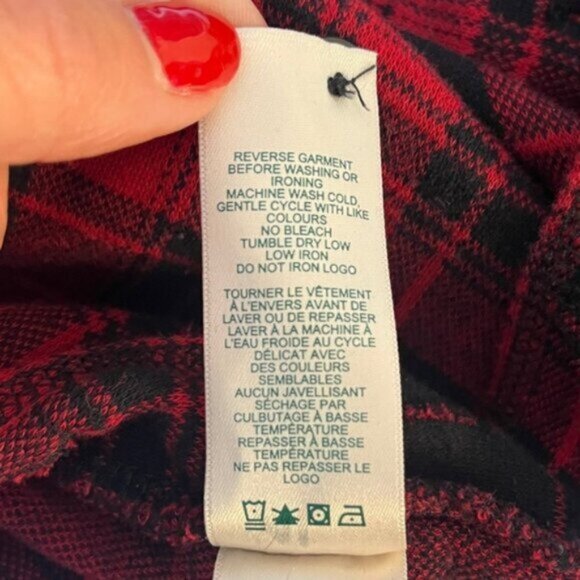 REVERSE GARMENT
BEFORE WASHING OR
IRONING
MACHINE WASH COLD,
GENTLE CYCLE WITH LIKE
COLOURS
NO BLEACH
TUMBLE DRY LOW
LOW IRON
DO NOT IRON LOGO
TOURNER LE VÊTEMENT
À L'ENVERS AVANT DE
LAVER OU DE REPASSER
LAVER À LA MACHINE À
L'EAU FROIDE AU CYCLE
DÉLICAT AVEC
DES COULEURS
SEMBLABLES
AUCUN JAVELLISANT
SÉCHAGE PAR
CULBUTAGE À BASSE
TEMPÉRATURE
REPASSER À BASSE
TEMPÉRATURE
NE PAS REPASSER LE
LOGO